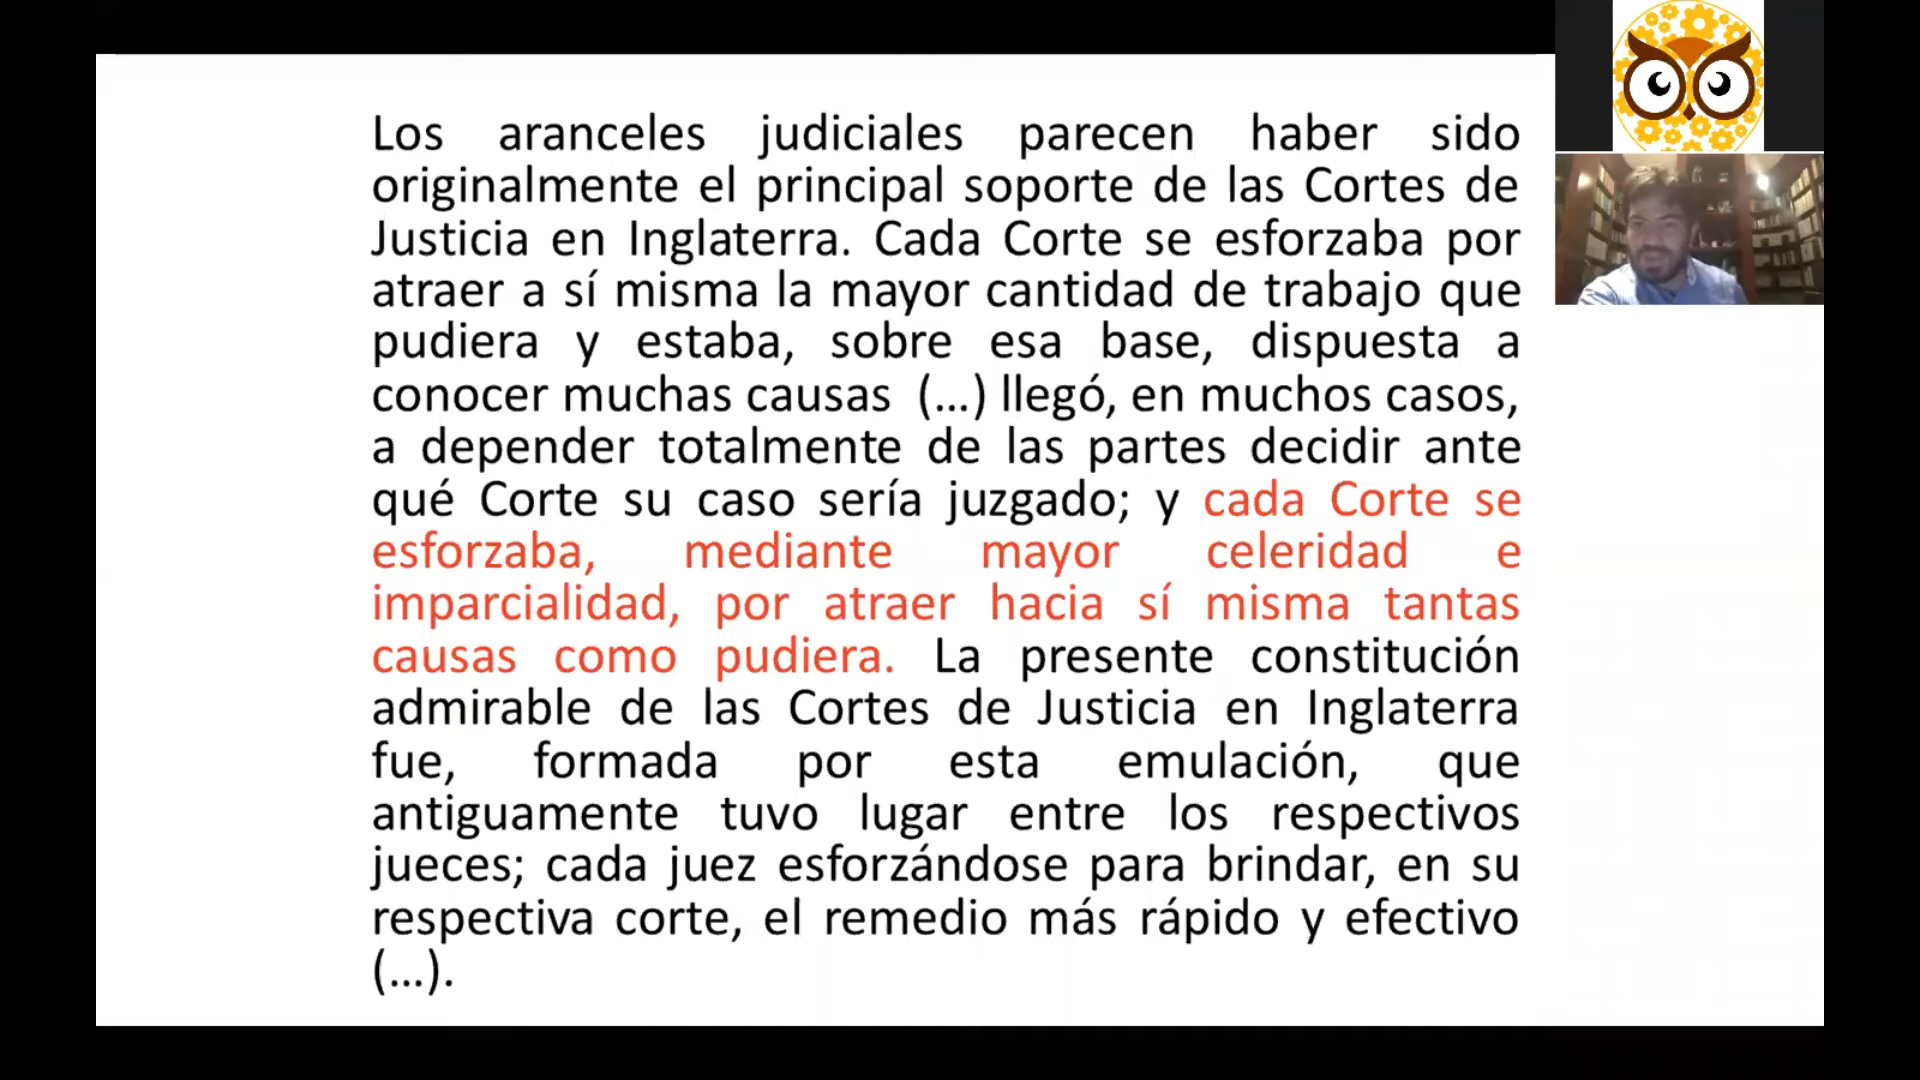 Los aranceles judiciales parecen haber sido
originalmente el principal soporte de las Cortes de
Justicia en Inglaterra. Cada Corte se esforzaba por
atraer a sí misma la mayor cantidad de trabajo que
pudiera y estaba, sobre esa base, dispuesta a
conocer muchas causas (...) llegó, en muchos casos,
a depender totalmente de las partes decidir ante
qué Corte su caso sería juzgado; y cada Corte se
esforzaba, mediante mayor celeridad e
imparcialidad, por atraer hacia sí misma tantas
causas como pudiera. La presente constitución
admirable de las Cortes de Justicia en Inglaterra
fue, formada por esta emulación, que
antiguamente tuvo lugar entre los respectivos
jueces; cada juez esforzándose para brindar, en su
respectiva corte, el remedio más rápido y efectivo
(...).